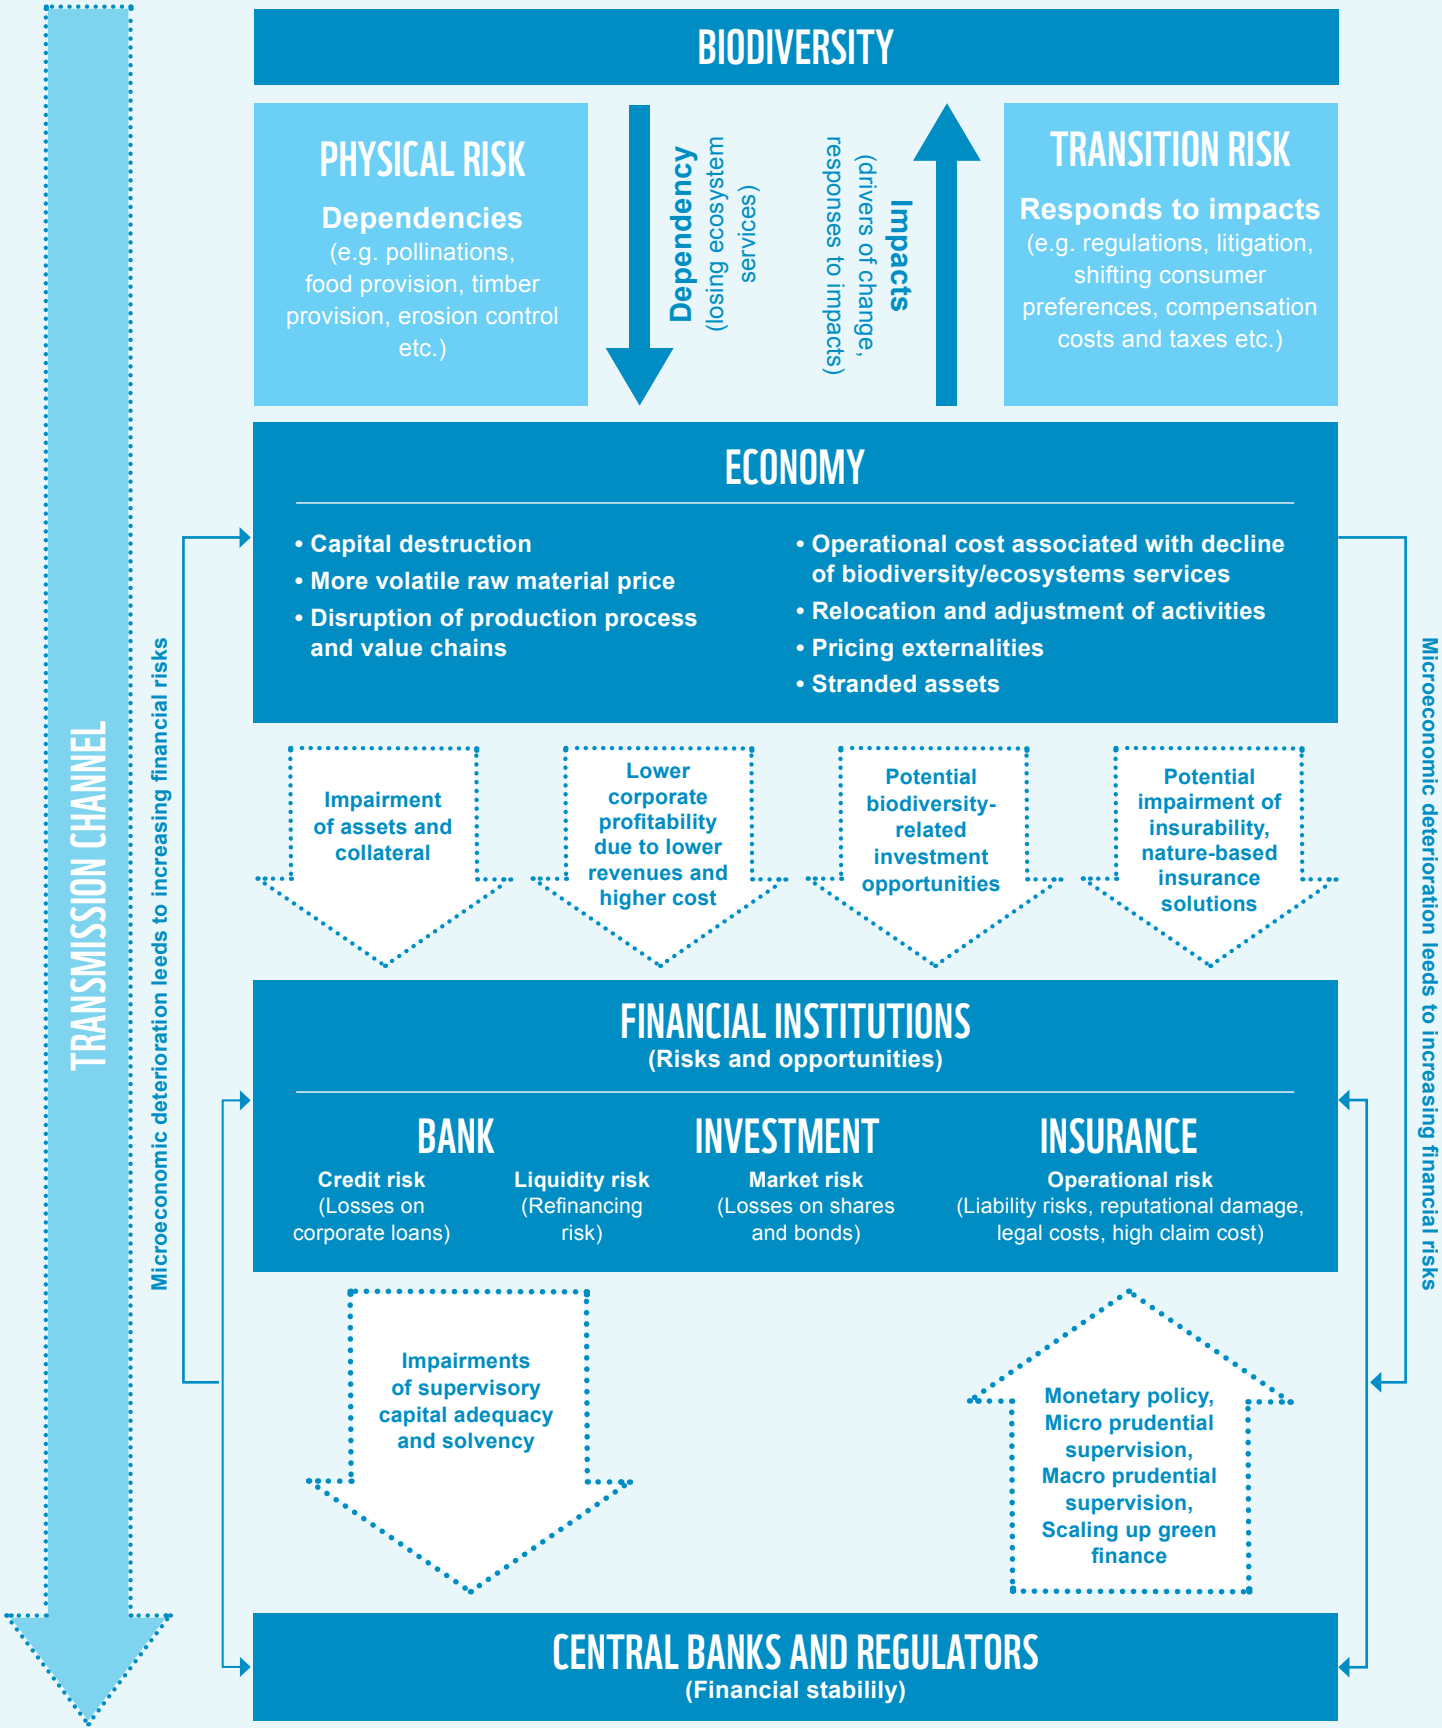 BIODIVERSITY
PHYSICAL RISK
Dependencies
(e.g. pollinations,
food provision, timber
provision, erosion control
etc.)
Dependency
(losing ecosystem
services)
Impacts
(drivers of change,
responses to impacts)
TRANSITION RISK
Responds to impacts
(e.g. regulations, litigation,
shifting consumer
preferences, compensation
costs and taxes etc.)
ECONOMY
• Capital destruction
• More volatile raw material price
• Disruption of production process
and value chains
• Operational cost associated with decline
of biodiversity/ecosystems services
• Relocation and adjustment of activities
• Pricing externalities
• Stranded assets
TRANSMISSION CHANNEL
Microeconomic deterioration leeds to increasing financial risks
Microeconomic deterioration leeds to increasing financial risks
Impairment
of assets and
collateral
Lower
corporate
profitability
due to lower
revenues and
higher cost
Potential
biodiversity-
related
investment
opportunities
Potential
impairment of
insurability,
nature-based
insurance
solutions
FINANCIAL INSTITUTIONS
(Risks and opportunities)
BANK
Credit risk
(Losses on
corporate loans)
Liquidity risk
(Refinancing
risk)
INVESTMENT
Market risk
(Losses on shares
and bonds)
INSURANCE
Operational risk
(Liability risks, reputational damage,
legal costs, high claim cost)
Impairments
of supervisory
capital adequacy
and solvency
Monetary policy,
Micro prudential
supervision,
Macro prudential
supervision,
Scaling up green
finance
CENTRAL BANKS AND REGULATORS
(Financial stabilily)